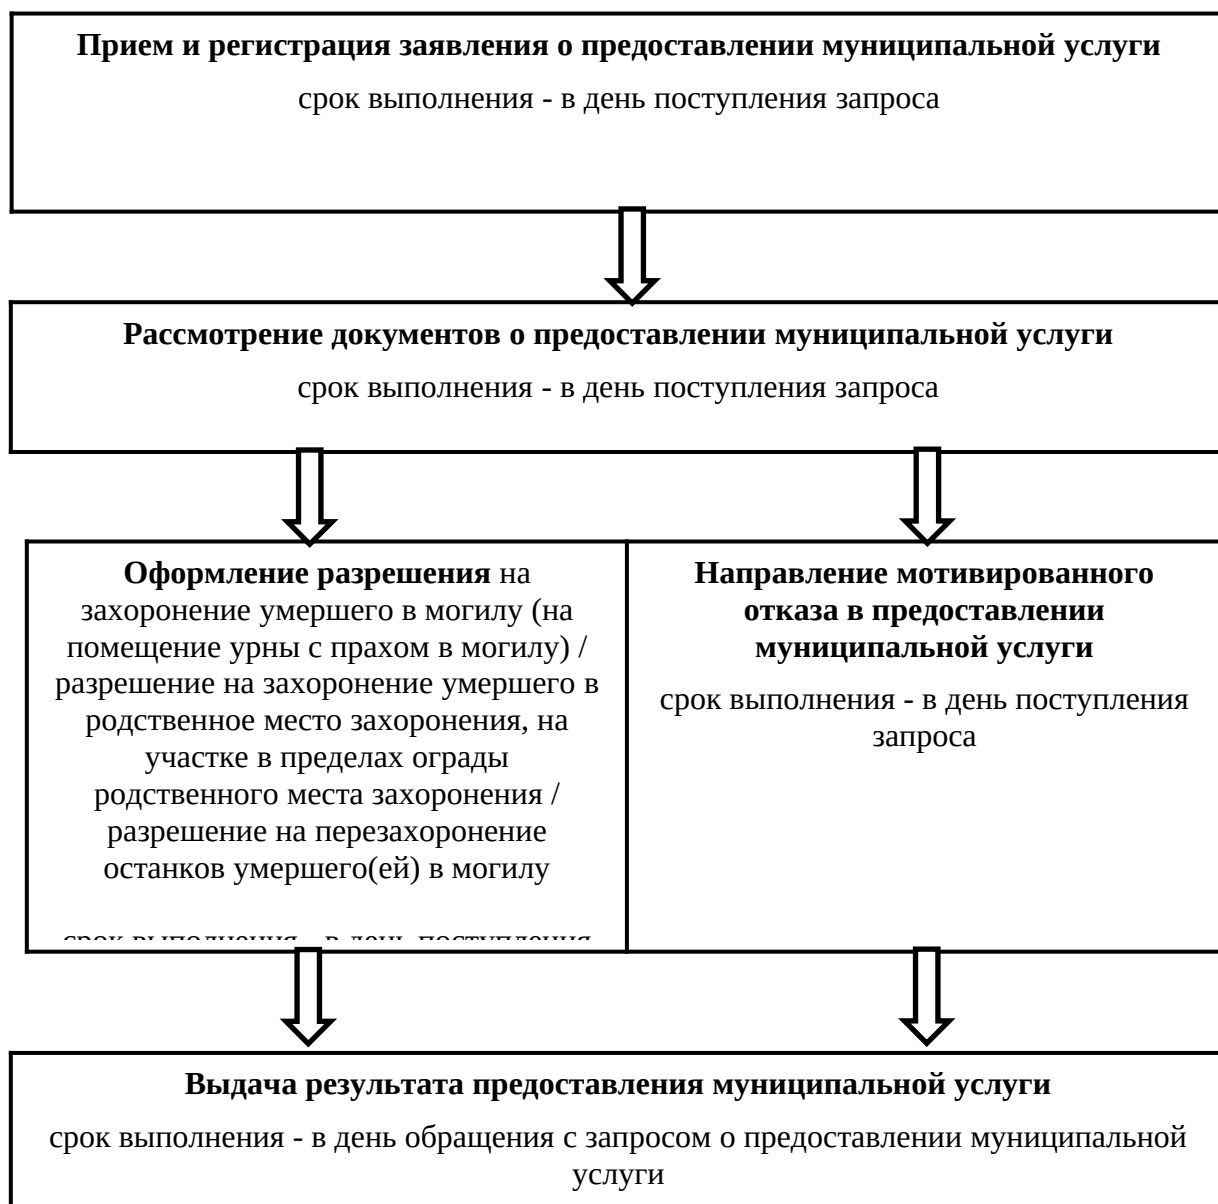 Прием и регистрация заявления о предоставлении муниципальной услуги
срок выполнения - в день поступления запроса
Рассмотрение документов о предоставлении муниципальной услуги
срок выполнения - в день поступления запроса
Оформление разрешения на
захоронение умершего в могилу (на
помещение урны с прахом в могилу) /
разрешение на захоронение умершего в
родственное место захоронения, на
участке в пределах ограды
родственного места захоронения /
разрешение на перезахоронение
останков умершего(ей) в могилу
срок выполнения - в день поступления
Направление мотивированного
отказа в предоставлении
муниципальной услуги
срок выполнения - в день поступления
запроса
Выдача результата предоставления муниципальной услуги
срок выполнения - в день обращения с запросом о предоставлении муниципальной
услуги